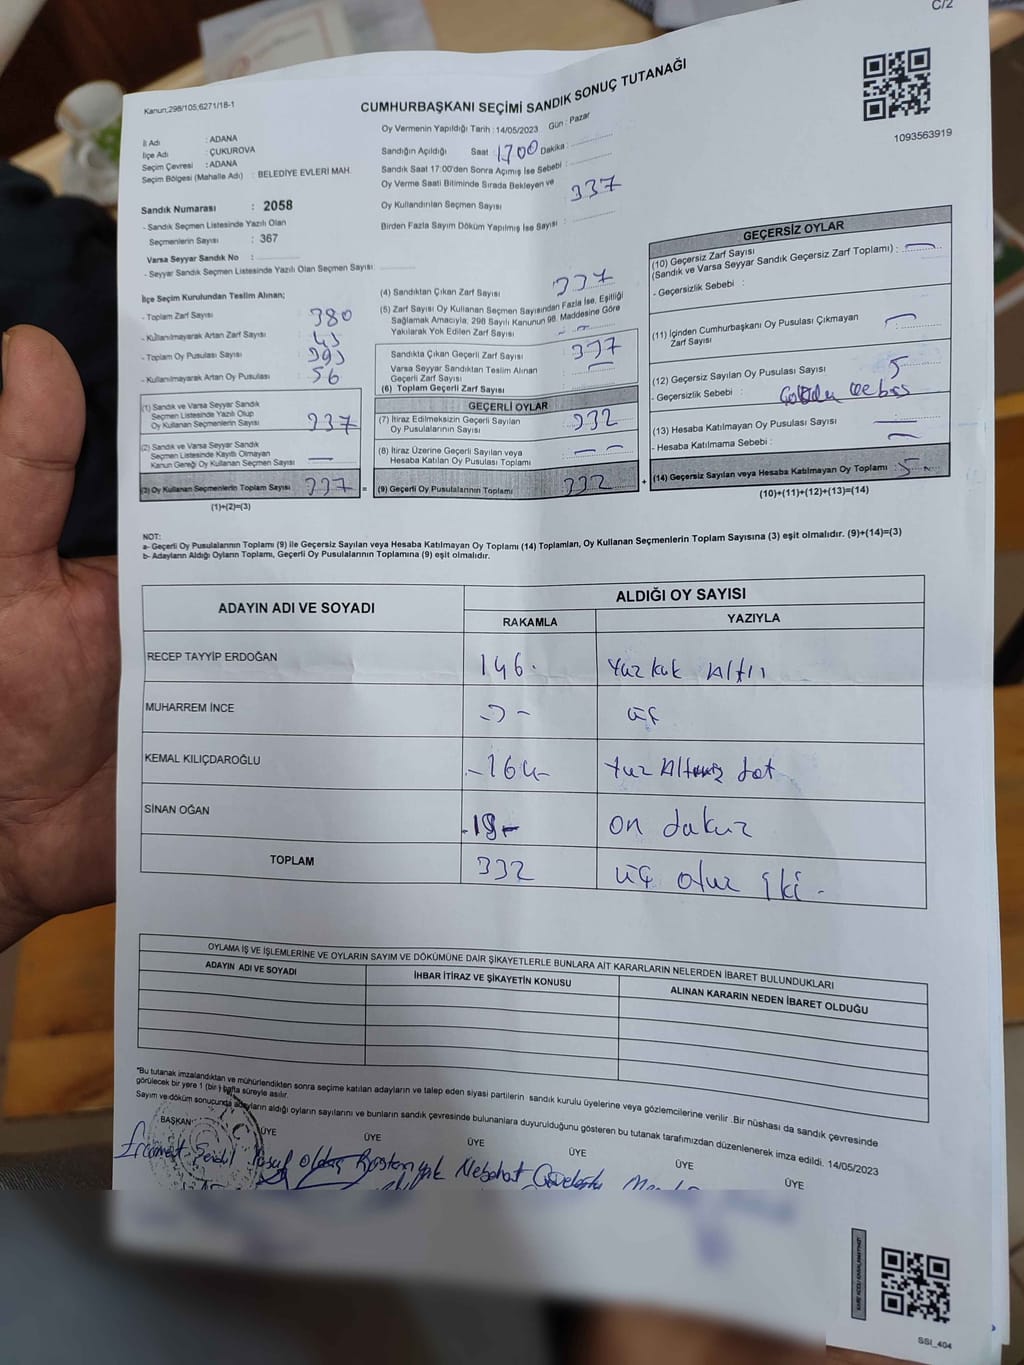 C/2
Kanun;298/105;6271/18-1
CUMHURBAŞKANI SEÇİMİ SANDIK SONUÇ TUTANAĞI
1093563919
İl Adı : ADANA
İlçe Adı : ÇUKUROVA
Seçim Çevresi : ADANA
Seçim Bölgesi (Mahalle Adı) : BELEDİYE EVLERİ MAH.
Sandık Numarası : 2058
- Sandık Seçmen Listesinde Yazılı Olan
Seçmenlerin Sayısı : 367
Varsa Seyyar Sandık No :
- Seyyar Sandık Seçmen Listesinde Yazılı Olan Seçmen Sayısı:
Oy Vermenin Yapıldığı Tarih : 14/05/2023 Gün : Pazar
Sandığın Açıldığı Saat : 1700 Dakika :
Sandık Saat 17:00'den Sonra Açımış İse Sebebi :
Oy Verme Saati Bitiminde Sırada Bekleyen ve
Oy Kullandırılan Seçmen Sayısı : 337
Birden Fazla Sayım Döküm Yapılmış İse Sayısı :
İlçe Seçim Kurulundan Teslim Alınan;
- Toplam Zarf Sayısı : 380
- Kullanılmayarak Artan Zarf Sayısı : 43
- Toplam Oy Pusulası Sayısı : 393
- Kullanılmayarak Artan Oy Pusulası : 56
(1) Sandık ve Varsa Seyyar Sandık
Seçmen Listesinde Yazılı Olup
Oy Kullanan Seçmenlerin Sayısı : 337
(2) Sandık ve Varsa Seyyar Sandık
Seçmen Listesinde Kayıtlı Olmayan
Kanun Gereği Oy Kullanan Seçmen Sayısı : —
(3) Oy Kullanan Seçmenlerin Toplam Sayısı : 337
(1)+(2)=(3)
=
(4) Sandıktan Çıkan Zarf Sayısı : 337
(5) Zarf Sayısı Oy Kullanan Seçmen Sayısından Fazla İse, Eşitliği
Sağlamak Amacıyla, 298 Sayılı Kanunun 98. Maddesine Göre
Yakılarak Yok Edilen Zarf Sayısı : - -
Sandıkta Çıkan Geçerli Zarf Sayısı : 337
Varsa Seyyar Sandıktan Teslim Alınan
Geçerli Zarf Sayısı : —
(6) Toplam Geçerli Zarf Sayısı :
GEÇERLİ OYLAR
(7) İtiraz Edilmeksizin Geçerli Sayılan
Oy Pusulalarının Sayısı : 332
(8) İtiraz Üzerine Geçerli Sayılan veya
Hesaba Katılan Oy Pusulası Toplamı : — —
(9) Geçerli Oy Pusulalarının Toplamı : 332
+
GEÇERSİZ OYLAR
(10) Geçersiz Zarf Sayısı
(Sandık ve Varsa Seyyar Sandık Geçersiz Zarf Toplamı) : —
- Geçersizlik Sebebi :
(11) İçinden Cumhurbaşkanı Oy Pusulası Çıkmayan
Zarf Sayısı : —
(12) Geçersiz Sayılan Oy Pusulası Sayısı : 5
- Geçersizlik Sebebi :
(13) Hesaba Katılmayan Oy Pusulası Sayısı : —
- Hesaba Katılmama Sebebi : —
(14) Geçersiz Sayılan veya Hesaba Katılmayan Oy Toplamı : 5
(10)+(11)+(12)+(13)=(14)
NOT:
a- Geçerli Oy Pusulalarının Toplamı (9) ile Geçersiz Sayılan veya Hesaba Katılmayan Oy Toplamı (14) Toplamları, Oy Kullanan Seçmenlerin Toplam Sayısına (3) eşit olmalıdır. (9)+(14)=(3)
b- Adayların Aldığı Oyların Toplamı, Geçerli Oy Pusulalarının Toplamına (9) eşit olmalıdır.
ADAYIN ADI VE SOYADI ALDIĞI OY SAYISI
RAKAMLA YAZIYLA
RECEP TAYYİP ERDOĞAN 146 Yüz kırk Altı
MUHARREM İNCE -3- üç
KEMAL KILIÇDAROĞLU -164- Yüz Altmış dört
SİNAN OĞAN -19- on dokuz
TOPLAM 332 üç otuz iki -
OYLAMA İŞ VE İŞLEMLERİNE VE OYLARIN SAYIM VE DÖKÜMÜNE DAİR ŞİKAYETLERLE BUNLARA AİT KARARLARIN NELERDEN İBARET BULUNDUKLARI
ADAYIN ADI VE SOYADI İHBAR İTİRAZ VE ŞİKAYETİN KONUSU ALINAN KARARIN NEDEN İBARET OLDUĞU
*Bu tutanak imzalandıktan ve mühürlendikten sonra seçime katılan adayların ve talep eden siyasi partilerin sandık kurulu üyelerine veya gözlemcilerine verilir .Bir nüshası da sandık çevresinde
görülecek bir yere 1 (bir ) hafta süreyle asılır.
Sayım ve döküm sonucunda adayların aldığı oyların sayılarını ve bunların sandık çevresinde bulunanlara duyurulduğunu gösteren bu tutanak tarafımızdan düzenlenerek imza edildi. 14/05/2023
BAŞKAN ÜYE ÜYE ÜYE ÜYE ÜYE ÜYE
Yusuf Nebahat
SSI_404